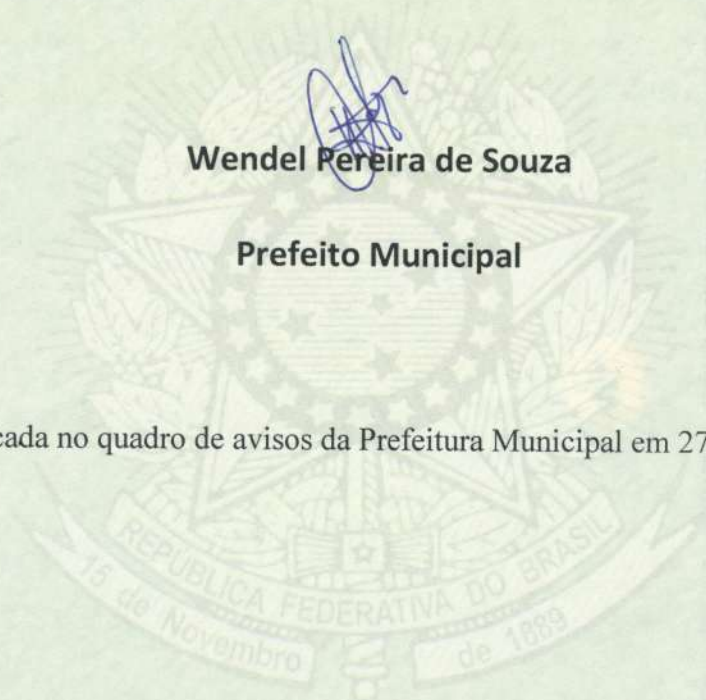 Wendel Pereira de Souza
Prefeito Municipal
cada no quadro de avisos da Prefeitura Municipal em 27
REPÚBLICA FEDERATIVA DO BRASIL
15 de Novembro de 1889